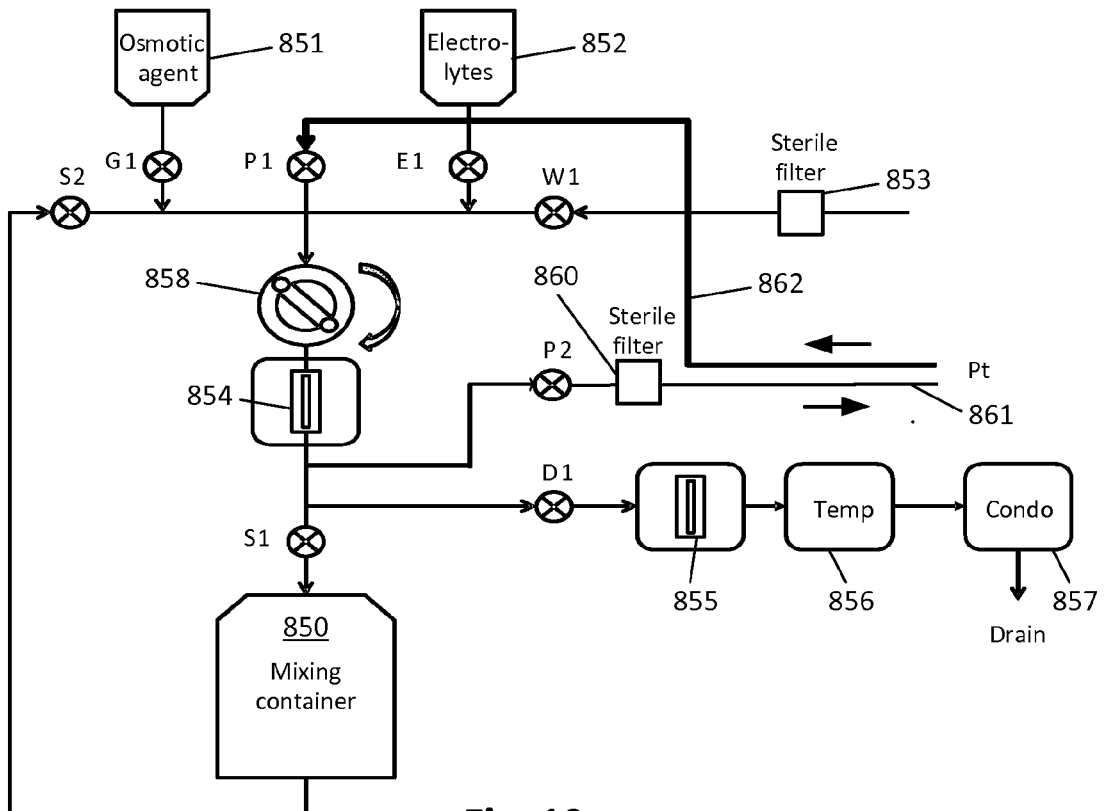 Osmotic
agent
851
Electro-
lytes
852
G1
P1
E1
Sterile
filter
853
S2
W1
858
860
862
Sterile
filter
P2
Pt
854
861
D1
S1
Temp
Condo
855
856
857
850
Drain
Mixing
container